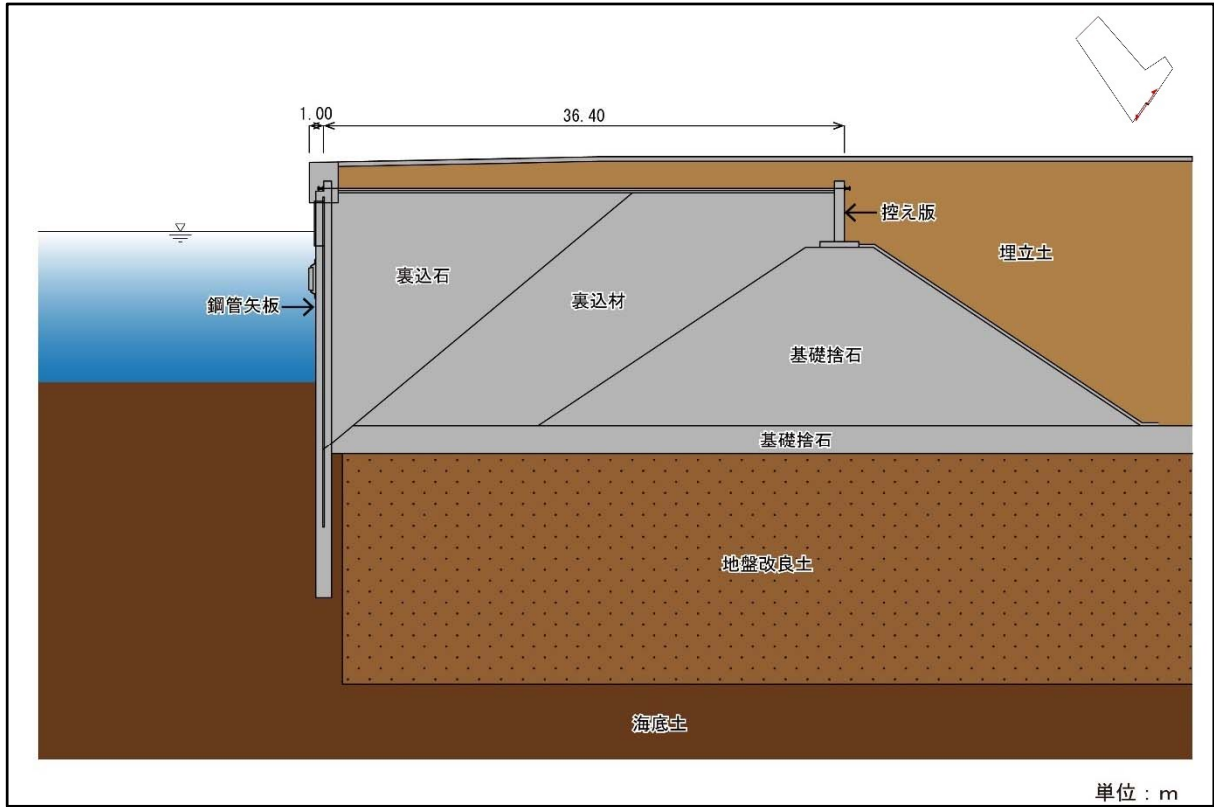 1.00
36.40
控え版
埋立土
裏込石
裏込材
鋼管矢板
基礎捨石
基礎捨石
地盤改良土
海底土
単位：m